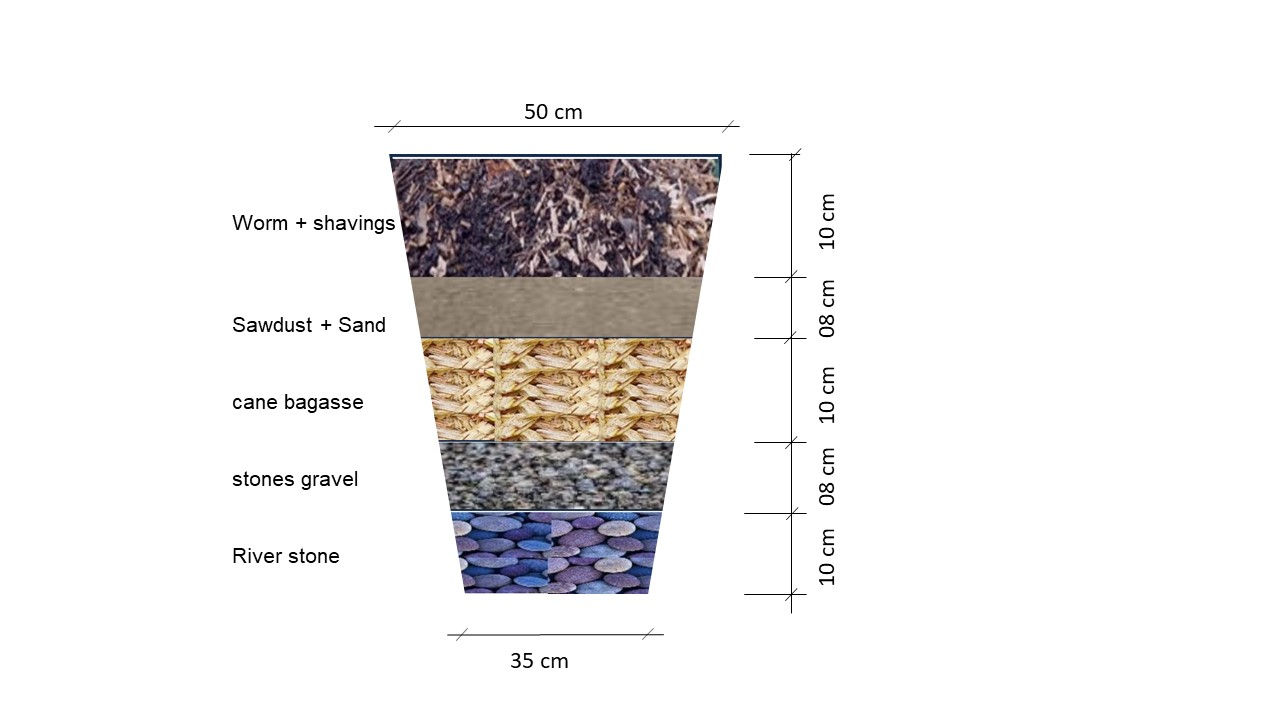 50 cm
Worm + shavings
10 cm
Sawdust + Sand
08 cm
cane bagasse
10 cm
stones gravel
08 cm
River stone
10 cm
35 cm